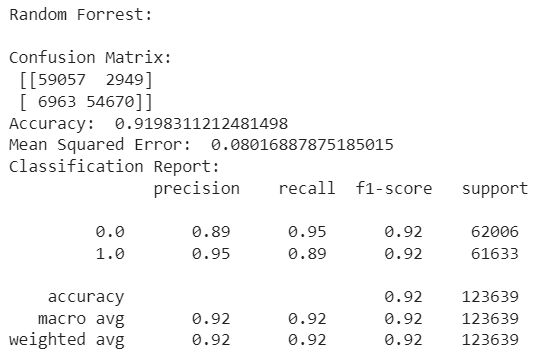 Random Forrest:
Confusion Matrix:
[[59057  2949]
[ 6963 54670]]
Accuracy:  0.9198311212481498
Mean Squared Error:  0.08016887875185015
Classification Report:
precision    recall  f1-score   support
0.0       0.89      0.95      0.92     62006
1.0       0.95      0.89      0.92     61633
accuracy                           0.92    123639
macro avg       0.92      0.92      0.92    123639
weighted avg       0.92      0.92      0.92    123639